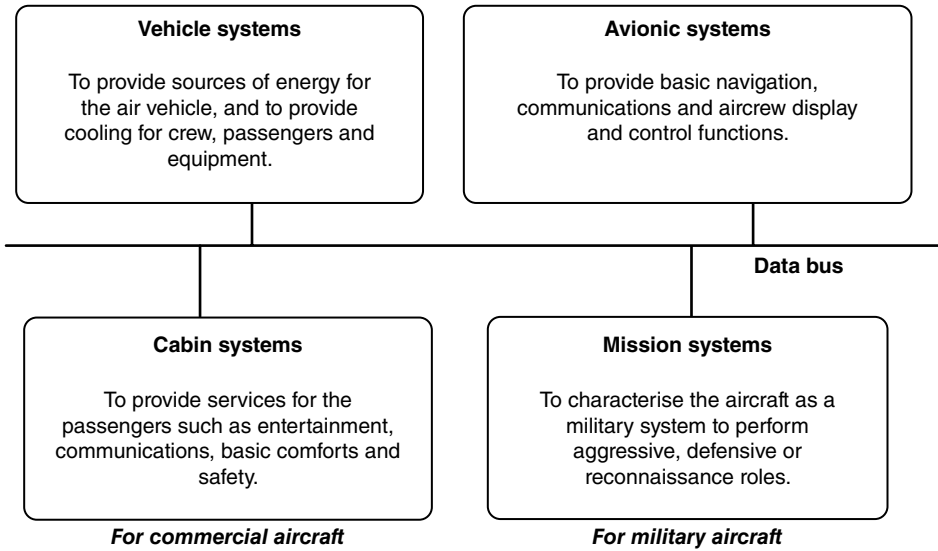 Vehicle systems
To provide sources of energy for
the air vehicle, and to provide
cooling for crew, passengers and
equipment.
Avionic systems
To provide basic navigation,
communications and aircrew display
and control functions.
Data bus
Cabin systems
To provide services for the
passengers such as entertainment,
communications, basic comforts and
safety.
For commercial aircraft
Mission systems
To characterise the aircraft as a
military system to perform
aggressive, defensive or
reconnaissance roles.
For military aircraft